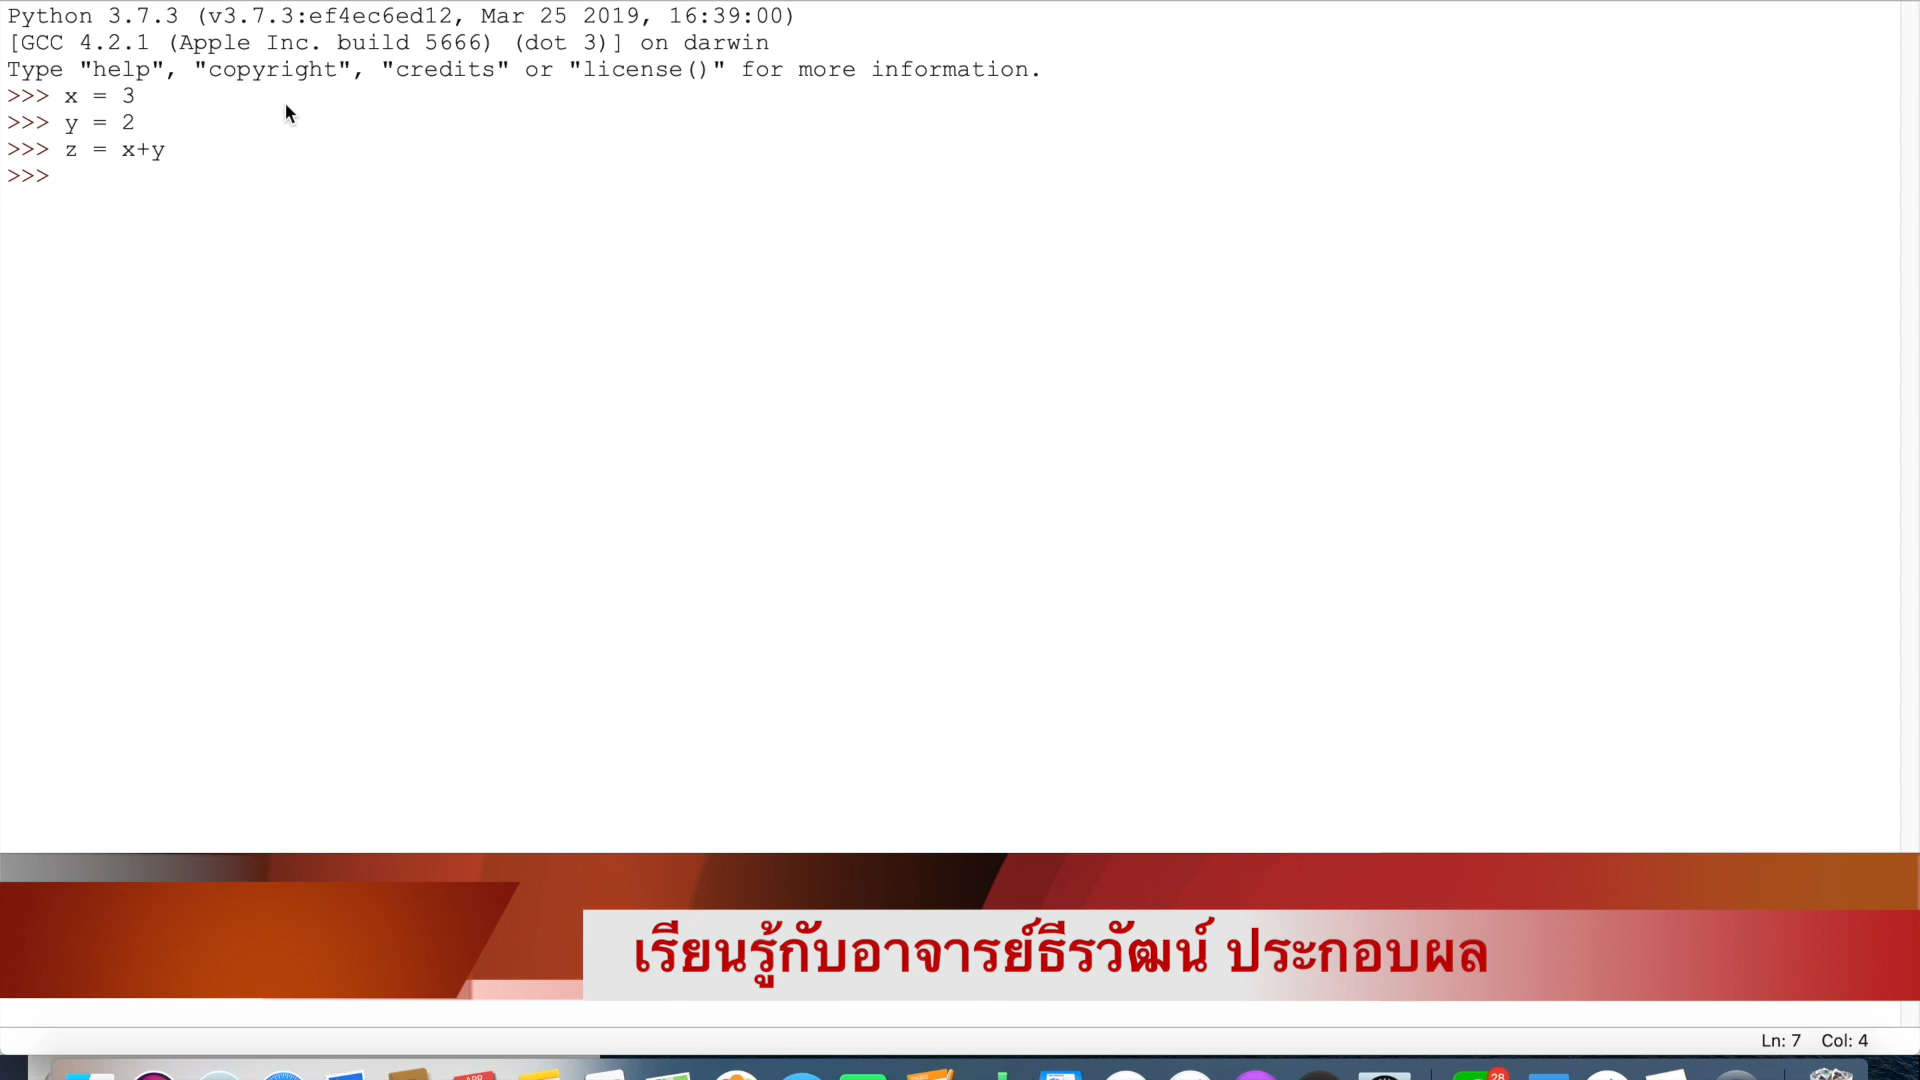 Python 3.7.3 (v3.7.3:ef4ec6ed12, Mar 25 2019, 16:39:00)
[GCC 4.2.1 (Apple Inc. build 5666) (dot 3)] on darwin
Type "help", "copyright", "credits" or "license()" for more information.
>>> x = 3
>>> y = 2
>>> z = x+y
>>>
เรียนรู้กับอาจารย์ธีรวัฒน์ ประกอบผล
Ln: 7 Col: 4
APR
28